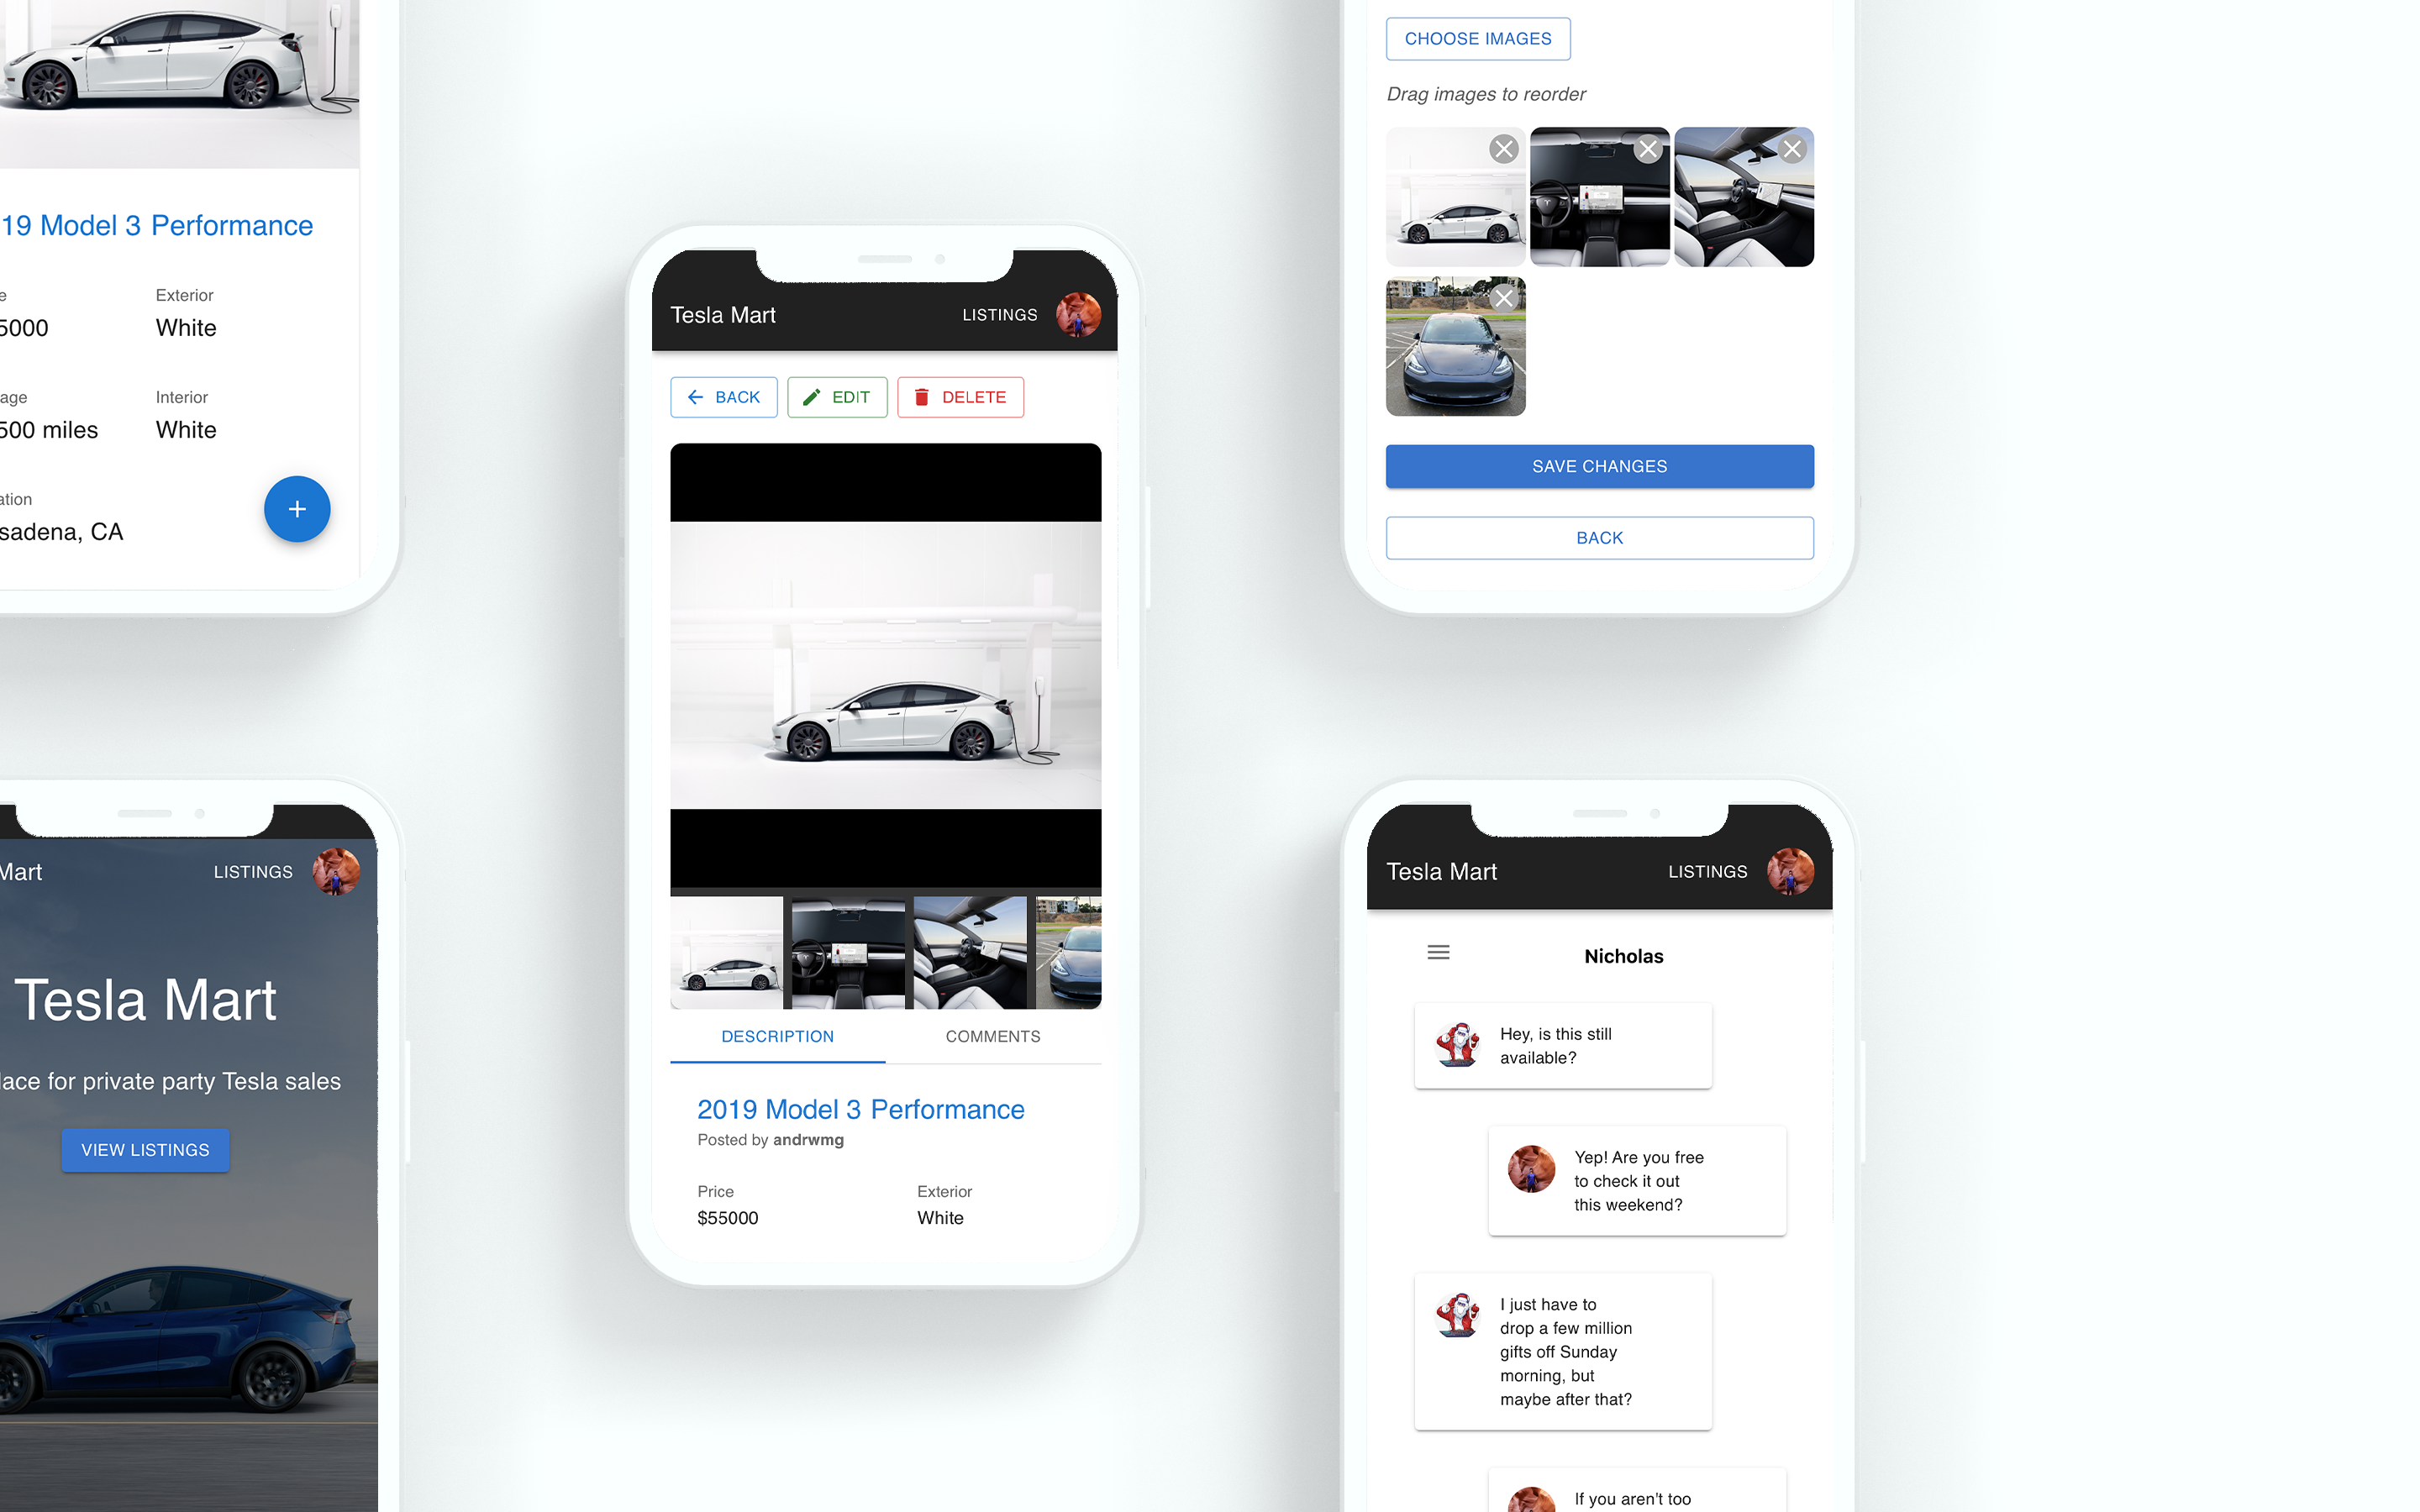 19 Model 3 Performance
Exterior
5000
White
Interior
500 miles
White
+
sadena, CA
Mart
LISTINGS
Tesla Mart
lace for private party Tesla sales
VIEW LISTINGS
Tesla Mart
LISTINGS
BACK
EDIT
DELETE
DESCRIPTION
COMMENTS
2019 Model 3 Performance
Posted by andrwmg
Price
Exterior
$55000
White
CHOOSE IMAGES
Drag images to reorder
SAVE CHANGES
BACK
Tesla Mart
LISTINGS
Nicholas
Hey, is this still
available?
Yep! Are you free
to check it out
this weekend?
I just have to
drop a few million
gifts off Sunday
morning, but
maybe after that?
If you aren't too